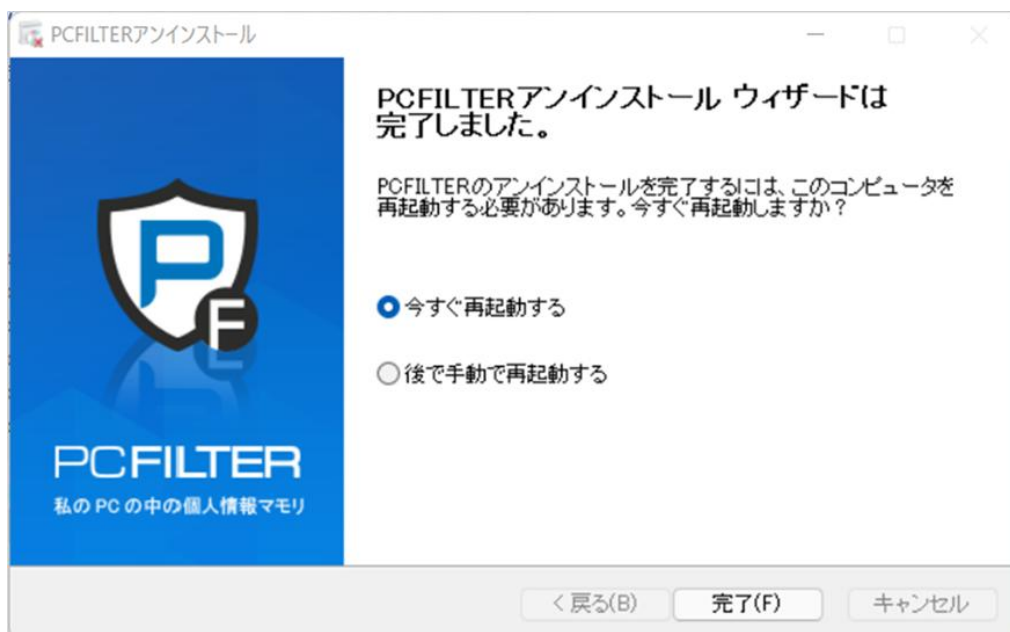 PCFILTERアンインストール
PCFILTERアンインストール ウィザードは
完了しました。
PCFILTERのアンインストールを完了するには、このコンピュータを
再起動する必要があります。今すぐ再起動しますか？
今すぐ再起動する
後で手動で再起動する
P
F
PCFILTER
私の PC の中の個人情報マモリ
< 戻る(B)
完了(F)
キャンセル